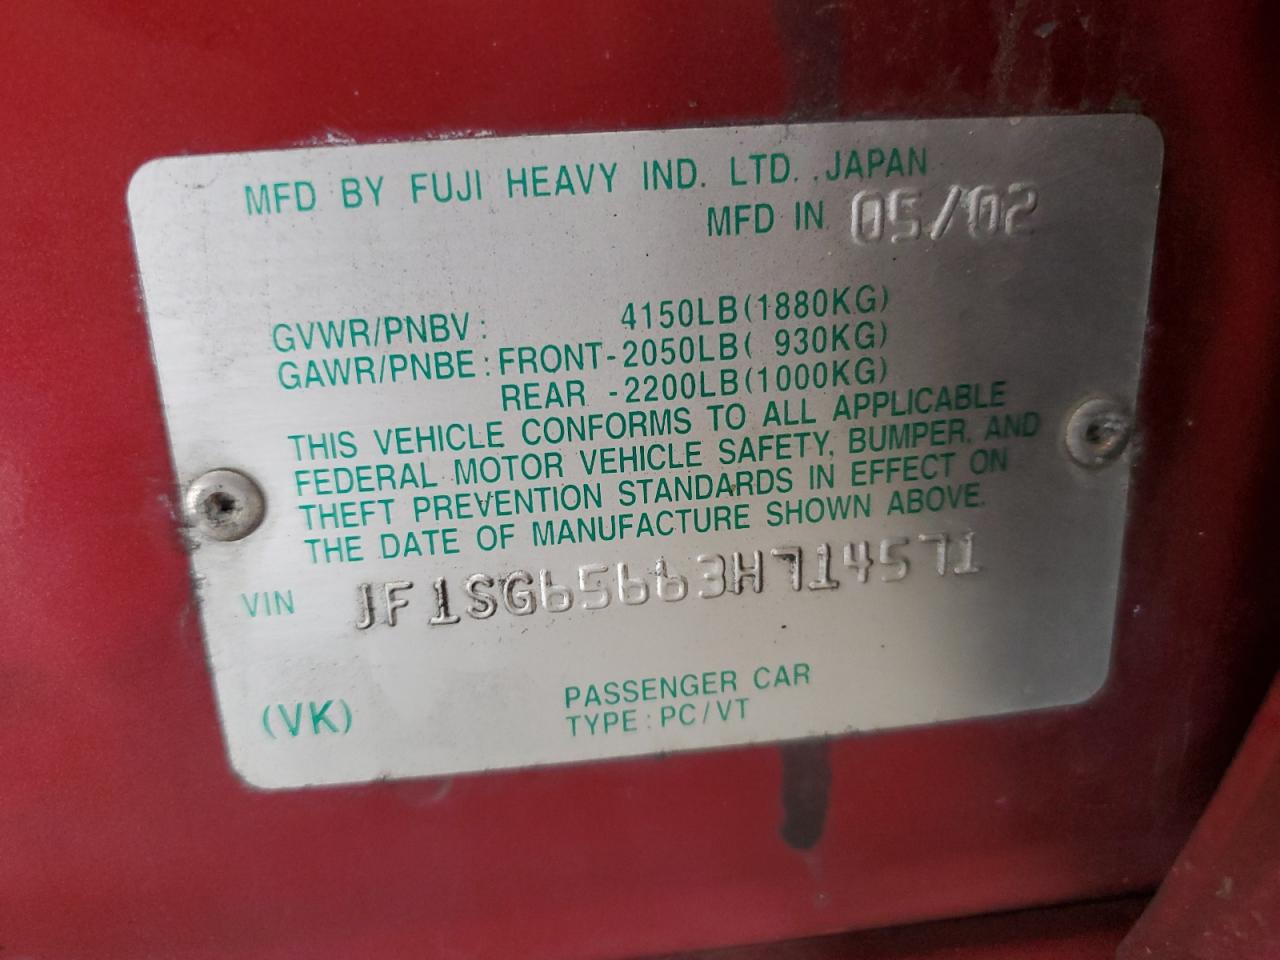 MFD BY FUJI HEAVY IND. LTD. ,JAPAN
MFD IN 05/02
GVWR/PNBV: 4150LB(1880KG)
GAWR/PNBE: FRONT-2050LB( 930KG)
REAR -2200LB(1000KG)
THIS VEHICLE CONFORMS TO ALL APPLICABLE
FEDERAL MOTOR VEHICLE SAFETY, BUMPER, AND
THEFT PREVENTION STANDARDS IN EFFECT ON
THE DATE OF MANUFACTURE SHOWN ABOVE.
VIN JF1SG65663H714571
(VK) PASSENGER CAR
TYPE: PC/VT